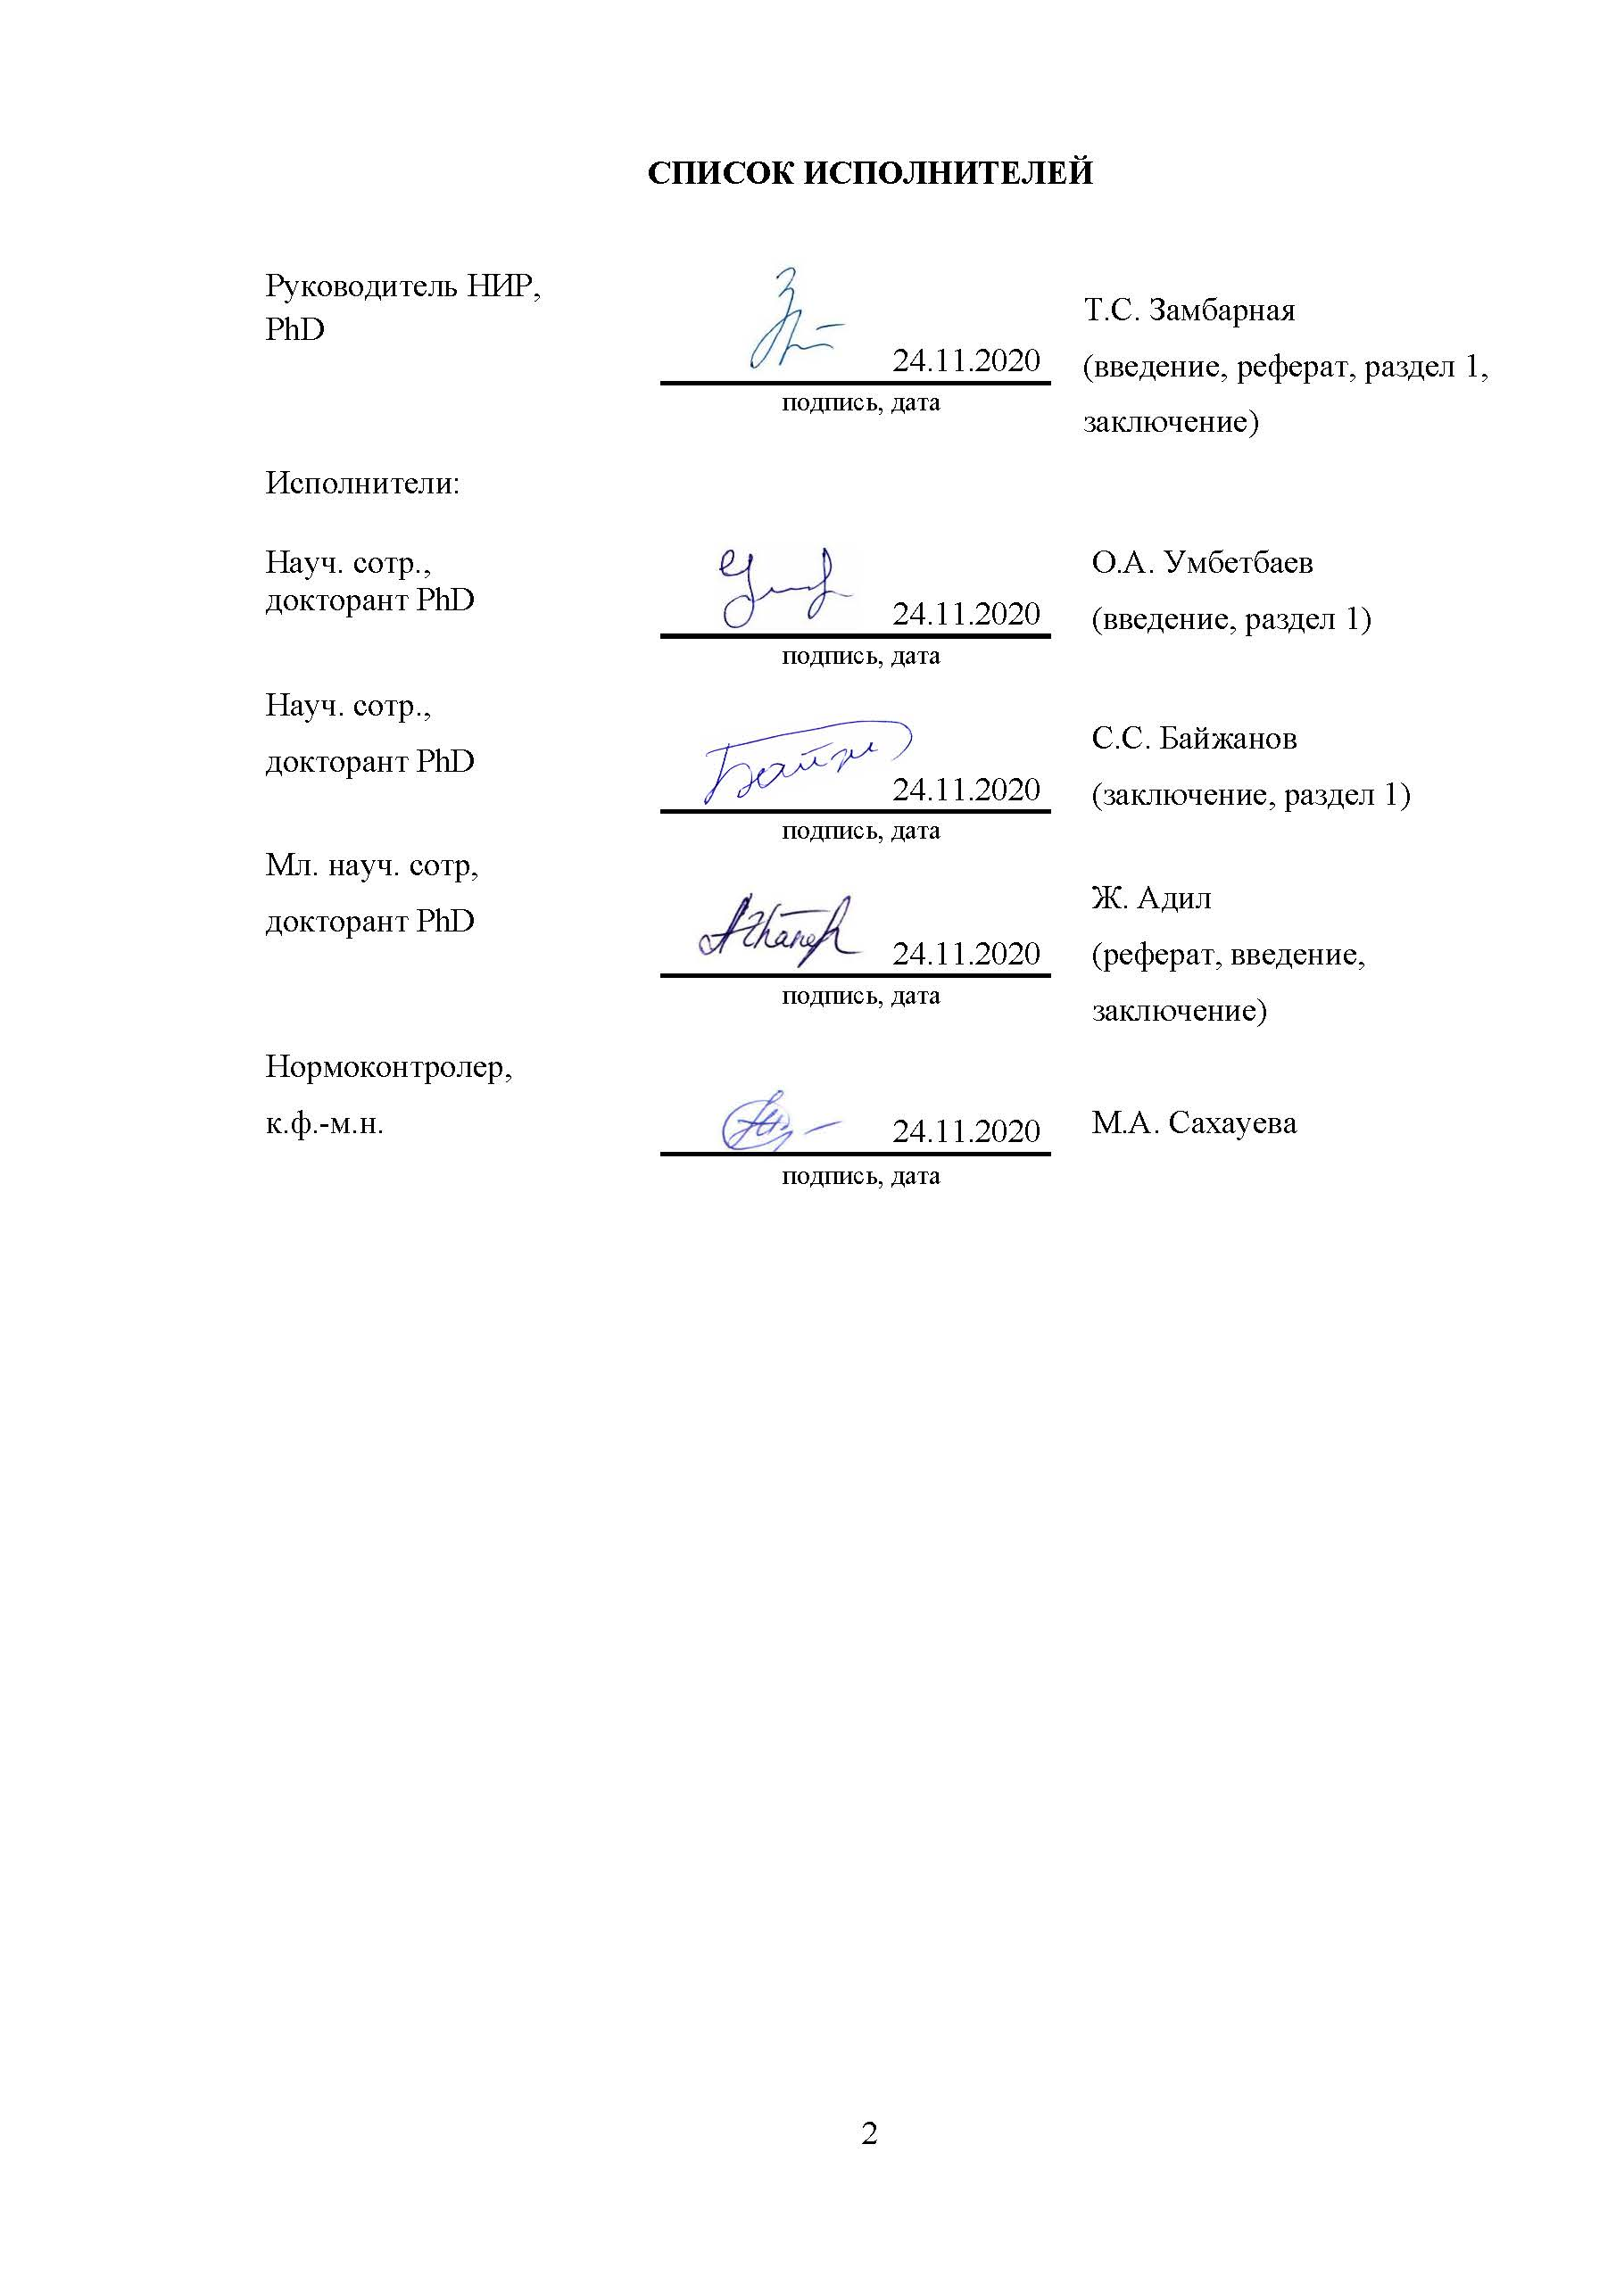 СПИСОК ИСПОЛНИТЕЛЕЙ
Руководитель НИР,
PhD
24.11.2020
подпись, дата
Т.С. Замбарная
(введение, реферат, раздел 1,
заключение)
Исполнители:
Науч. сотр.,
докторант PhD
24.11.2020
подпись, дата
О.А. Умбетбаев
(введение, раздел 1)
Науч. сотр.,
докторант PhD
24.11.2020
подпись, дата
С.С. Байжанов
(заключение, раздел 1)
Мл. науч. сотр,
докторант PhD
24.11.2020
подпись, дата
Ж. Адил
(реферат, введение,
заключение)
Нормоконтролер,
к.ф.-м.н.
24.11.2020
подпись, дата
М.А. Сахауева
2